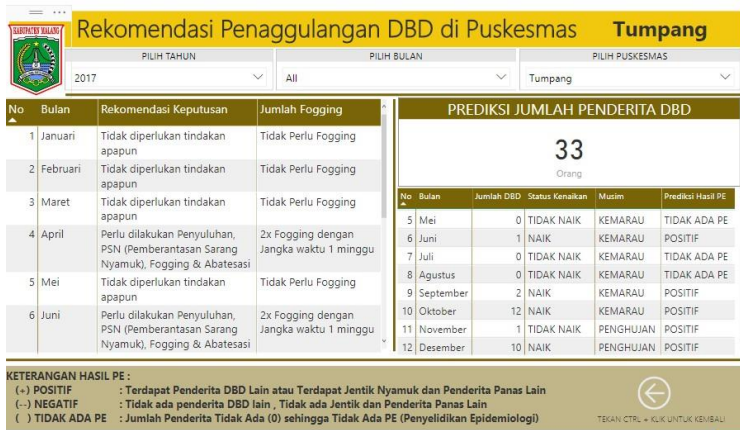 Rekomendasi Penaggulangan DBD di Puskesmas Tumpang
KABUPATEN MALANG
PILIH TAHUN PILIH BULAN PILIH PUSKESMAS
2017 All Tumpang
No Bulan Rekomendasi Keputusan Jumlah Fogging
1 Januari Tidak diperlukan tindakan Tidak Perlu Fogging
apapun
2 Februari Tidak diperlukan tindakan Tidak Perlu Fogging
apapun
3 Maret Tidak diperlukan tindakan Tidak Perlu Fogging
apapun
4 April Perlu dilakukan Penyuluhan, 2x Fogging dengan
PSN (Pemberantasan Sarang Jangka waktu 1 minggu
Nyamuk), Fogging & Abatesasi
5 Mei Tidak diperlukan tindakan Tidak Perlu Fogging
apapun
6 Juni Perlu dilakukan Penyuluhan, 2x Fogging dengan
PSN (Pemberantasan Sarang Jangka waktu 1 minggu
Nyamuk), Fogging & Abatesasi
PREDIKSI JUMLAH PENDERITA DBD
33
Orang
No Bulan Jumlah DBD Status Kenaikan Musim Prediksi Hasil PE
5 Mei 0 TIDAK NAIK KEMARAU TIDAK ADA PE
6 Juni 1 NAIK KEMARAU POSITIF
7 Juli 0 TIDAK NAIK KEMARAU TIDAK ADA PE
8 Agustus 0 TIDAK NAIK KEMARAU TIDAK ADA PE
9 September 2 NAIK KEMARAU POSITIF
10 Oktober 12 NAIK KEMARAU POSITIF
11 November 1 TIDAK NAIK PENGHUJAN POSITIF
12 Desember 10 NAIK PENGHUJAN POSITIF
KETERANGAN HASIL PE :
(+) POSITIF : Terdapat Penderita DBD Lain atau Terdapat Jentik Nyamuk dan Penderita Panas Lain
(--) NEGATIF : Tidak ada penderita DBD lain , Tidak ada Jentik dan Penderita Panas Lain
( ) TIDAK ADA PE : Jumlah Penderita Tidak Ada (0) sehingga Tidak Ada PE (Penyelidikan Epidemiologi)
TEKAN CTRL + KLIK UNTUK KEMBALI